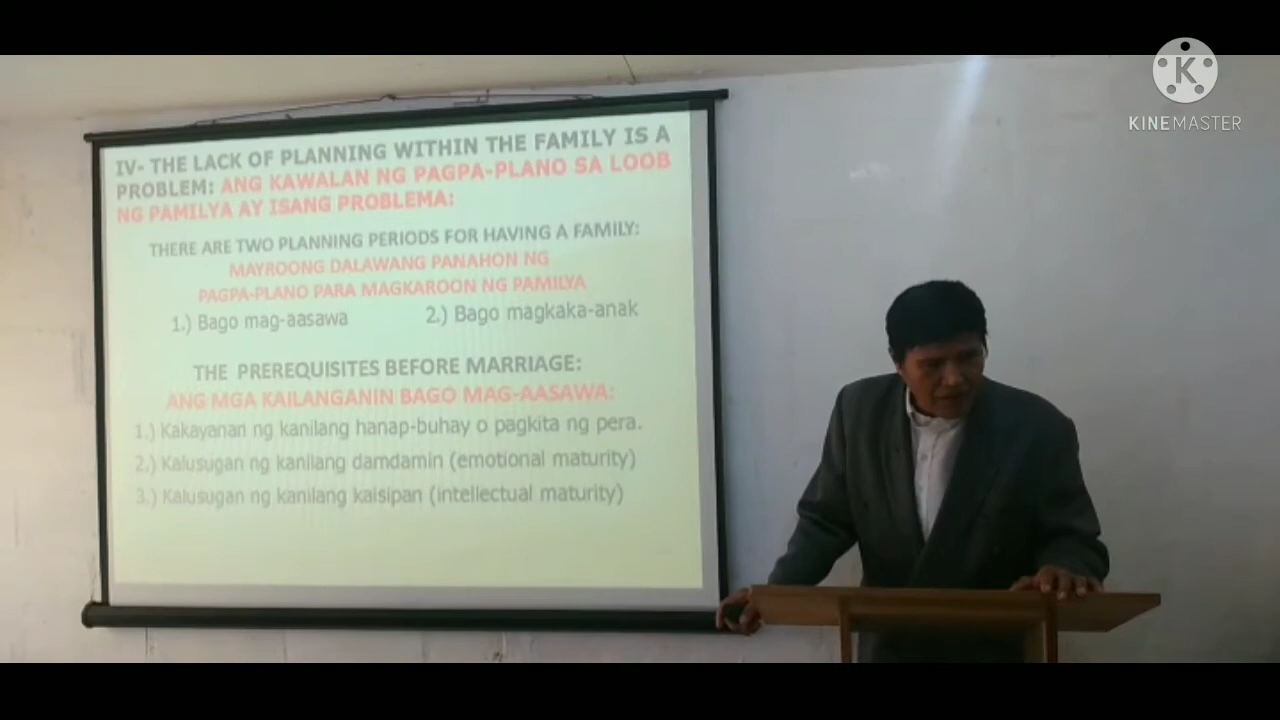 IV- THE LACK OF PLANNING WITHIN THE FAMILY IS A
PROBLEM: ANG KAWALAN NG PAGPA-PLANO SA LOOB
NG PAMILYA AY ISANG PROBLEMA:
THERE ARE TWO PLANNING PERIODS FOR HAVING A FAMILY:
MAYROONG DALAWANG PANAHON NG
PAGPA-PLANO PARA MAGKAROON NG PAMILYA
1.) Bago mag-aasawa 2.) Bago magkaka-anak
THE PREREQUISITES BEFORE MARRIAGE:
ANG MGA KAILANGANIN BAGO MAG-AASAWA:
1.) Kakayanan ng kanilang hanap-buhay o pagkita ng pera.
2.) Kalusugan ng kanilang damdamin (emotional maturity)
3.) Kalusugan ng kanilang kaisipan (intellectual maturity)
K
KINEMASTER